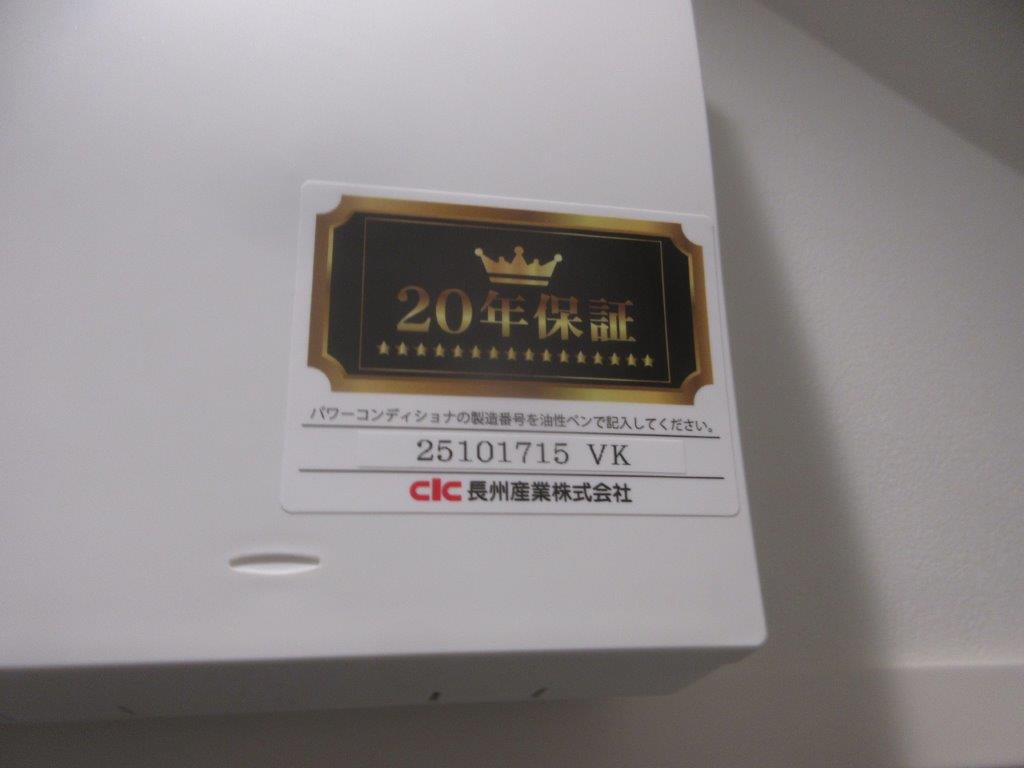 20年保証
パワーコンディショナの製造番号を油性ペンで記入してください。
25101715 VK
CIC 長州産業株式会社